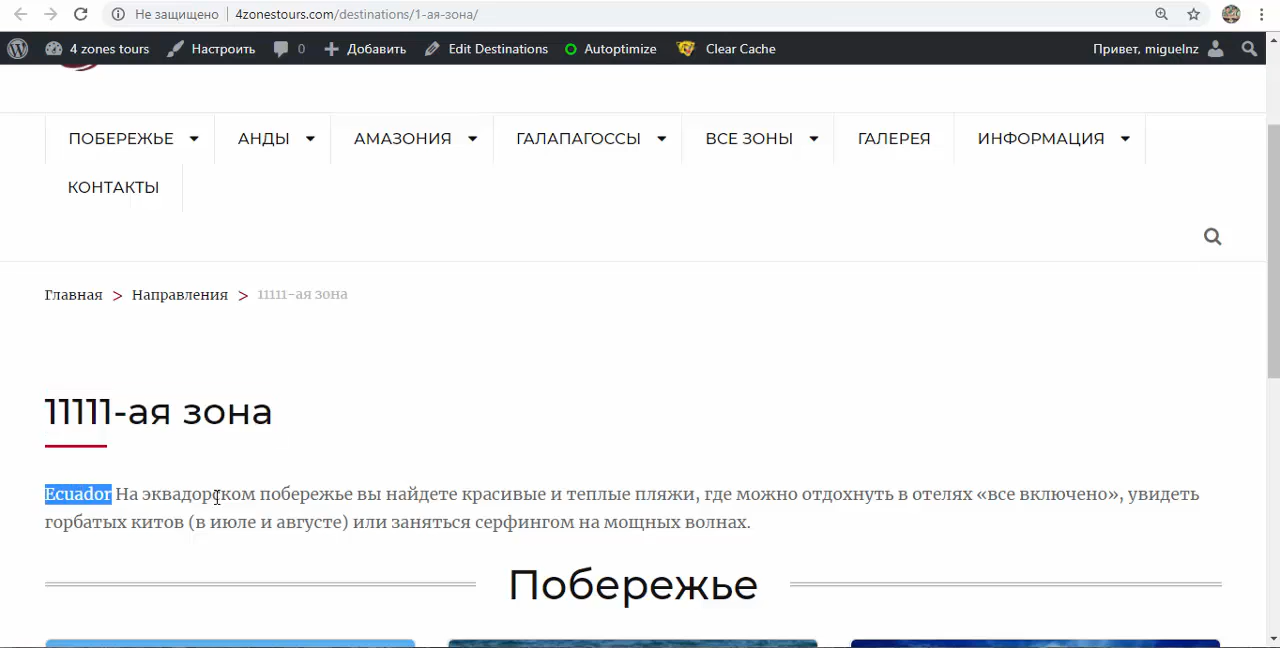 Не защищено 4zonestours.com/destinations/1-ая-зона/
4 zones tours Настроить 0 Добавить Edit Destinations Autoptimize Clear Cache Привет, miguelnz
ПОБЕРЕЖЬЕ АНДЫ АМАЗОНИЯ ГАЛАПАГОССЫ ВСЕ ЗОНЫ ГАЛЕРЕЯ ИНФОРМАЦИЯ
КОНТАКТЫ
Главная > Направления > 11111-ая зона
11111-ая зона
Ecuador На эквадорском побережье вы найдете красивые и теплые пляжи, где можно отдохнуть в отелях «все включено», увидеть
горбатых китов (в июле и августе) или заняться серфингом на мощных волнах.
Побережье